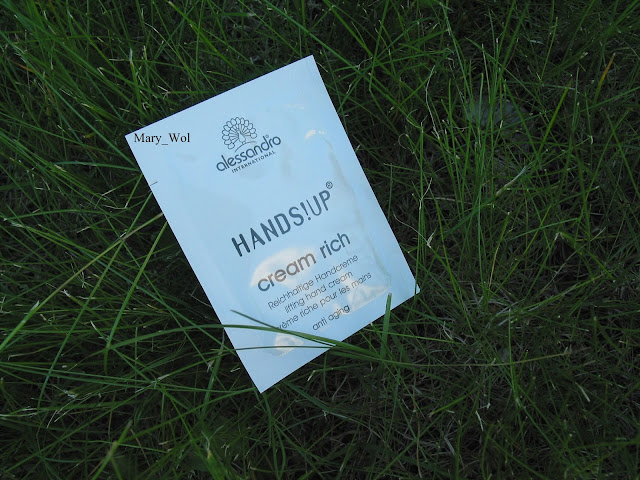 Mary_Wol
alessandro®
INTERNATIONAL
HANDS!UP®
cream rich
Reichhaltige Handcreme
lifting hand cream
crème riche pour les mains
anti aging